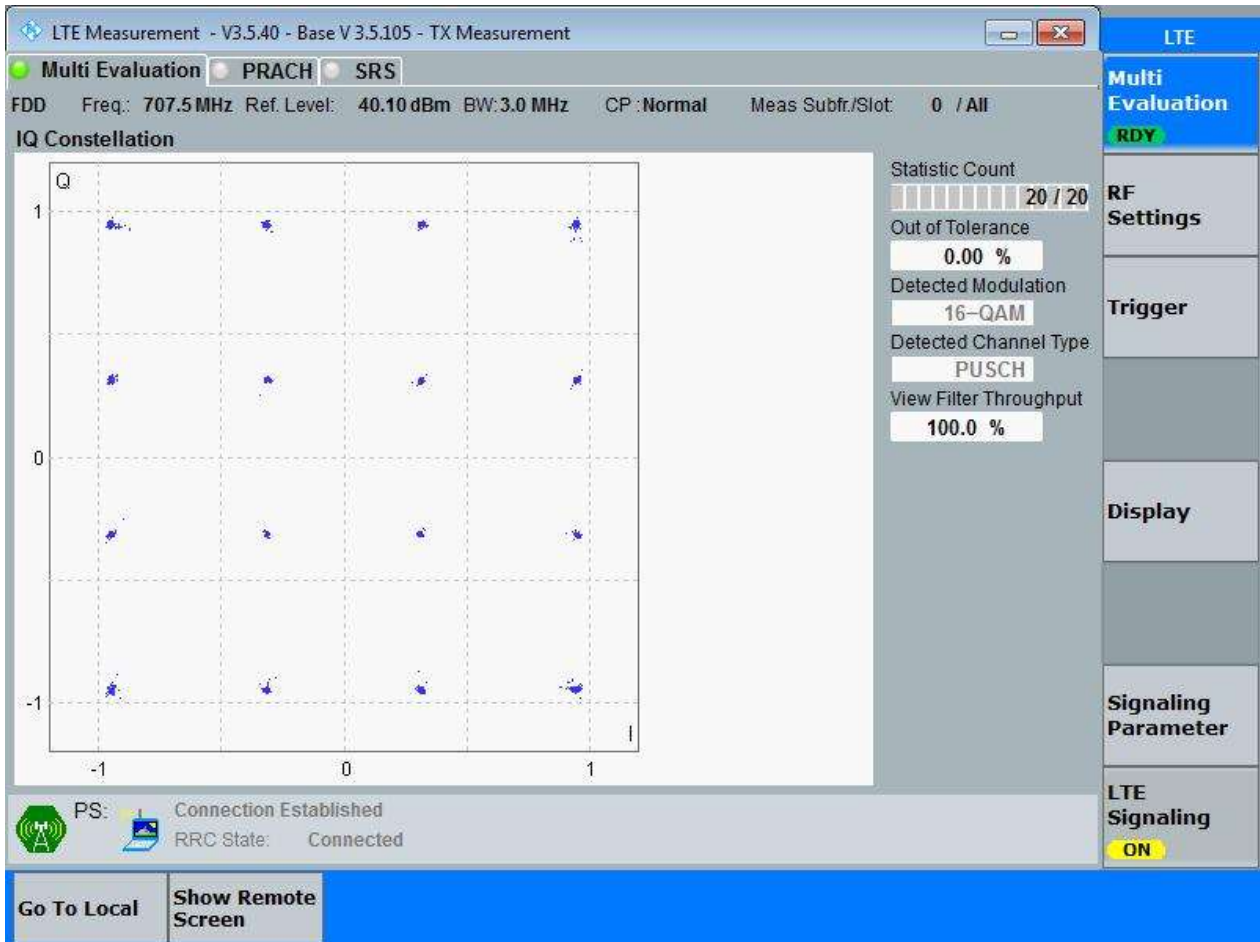 LTE Measurement - V3.5.40 - Base V 3.5.105 - TX Measurement
LTE
Multi Evaluation PRACH SRS
FDD Freq.: 707.5 MHz Ref. Level: 40.10 dBm BW: 3.0 MHz CP : Normal Meas Subfr./Slot: 0 / All
IQ Constellation
Q
1
0
-1
I
-1 0 1
Statistic Count
20 / 20
Out of Tolerance
0.00 %
Detected Modulation
16-QAM
Detected Channel Type
PUSCH
View Filter Throughput
100.0 %
Multi
Evaluation
RDY
RF
Settings
Trigger
Display
Signaling
Parameter
LTE
Signaling
ON
PS: Connection Established
RRC State: Connected
Go To Local
Show Remote
Screen